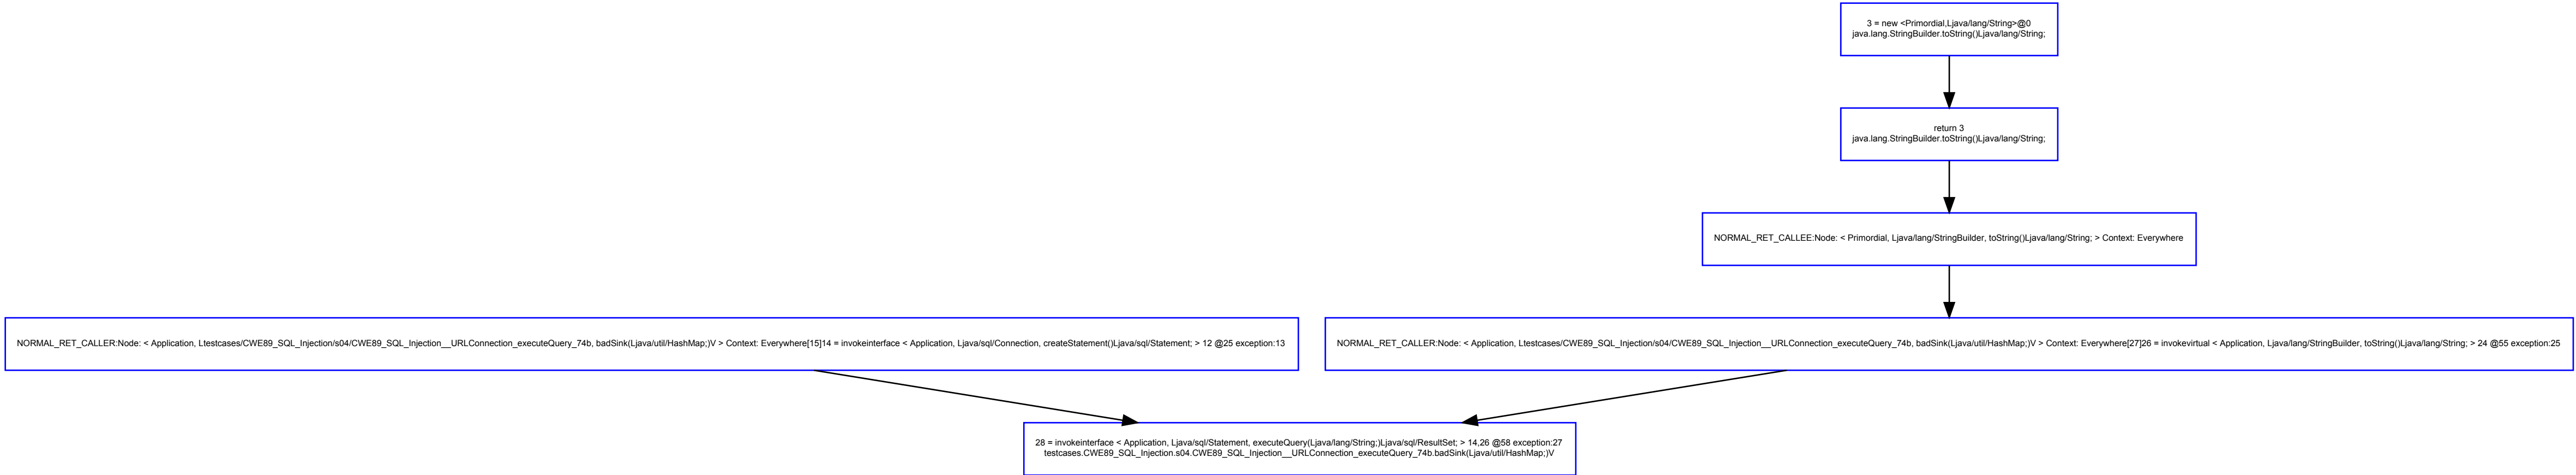 3 = new <Primordial,Ljava/lang/String>@0
java.lang.StringBuilder.toString()Ljava/lang/String;
return 3
java.lang.StringBuilder.toString()Ljava/lang/String;
NORMAL_RET_CALLEE:Node: < Primordial, Ljava/lang/StringBuilder, toString()Ljava/lang/String; > Context: Everywhere
NORMAL_RET_CALLER:Node: < Application, Ltestcases/CWE89_SQL_Injection/s04/CWE89_SQL_Injection__URLConnection_executeQuery_74b, badSink(Ljava/util/HashMap;)V > Context: Everywhere[15]14 = invokeinterface < Application, Ljava/sql/Connection, createStatement()Ljava/sql/Statement; > 12 @25 exception:13
NORMAL_RET_CALLER:Node: < Application, Ltestcases/CWE89_SQL_Injection/s04/CWE89_SQL_Injection__URLConnection_executeQuery_74b, badSink(Ljava/util/HashMap;)V > Context: Everywhere[27]26 = invokevirtual < Application, Ljava/lang/StringBuilder, toString()Ljava/lang/String; > 24 @55 exception:25
28 = invokeinterface < Application, Ljava/sql/Statement, executeQuery(Ljava/lang/String;)Ljava/sql/ResultSet; > 14,26 @58 exception:27
testcases.CWE89_SQL_Injection.s04.CWE89_SQL_Injection__URLConnection_executeQuery_74b.badSink(Ljava/util/HashMap;)V